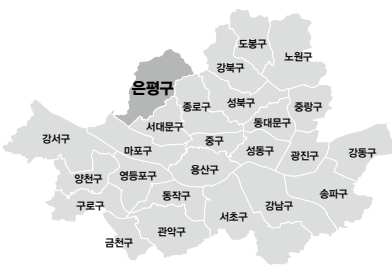 도봉구
노원구
강북구
은평구
성북구
종로구
중랑구
동대문구
서대문구
강서구
중구
마포구
성동구
광진구
강동구
용산구
양천구
영등포구
동작구
송파구
구로구
강남구
서초구
관악구
금천구